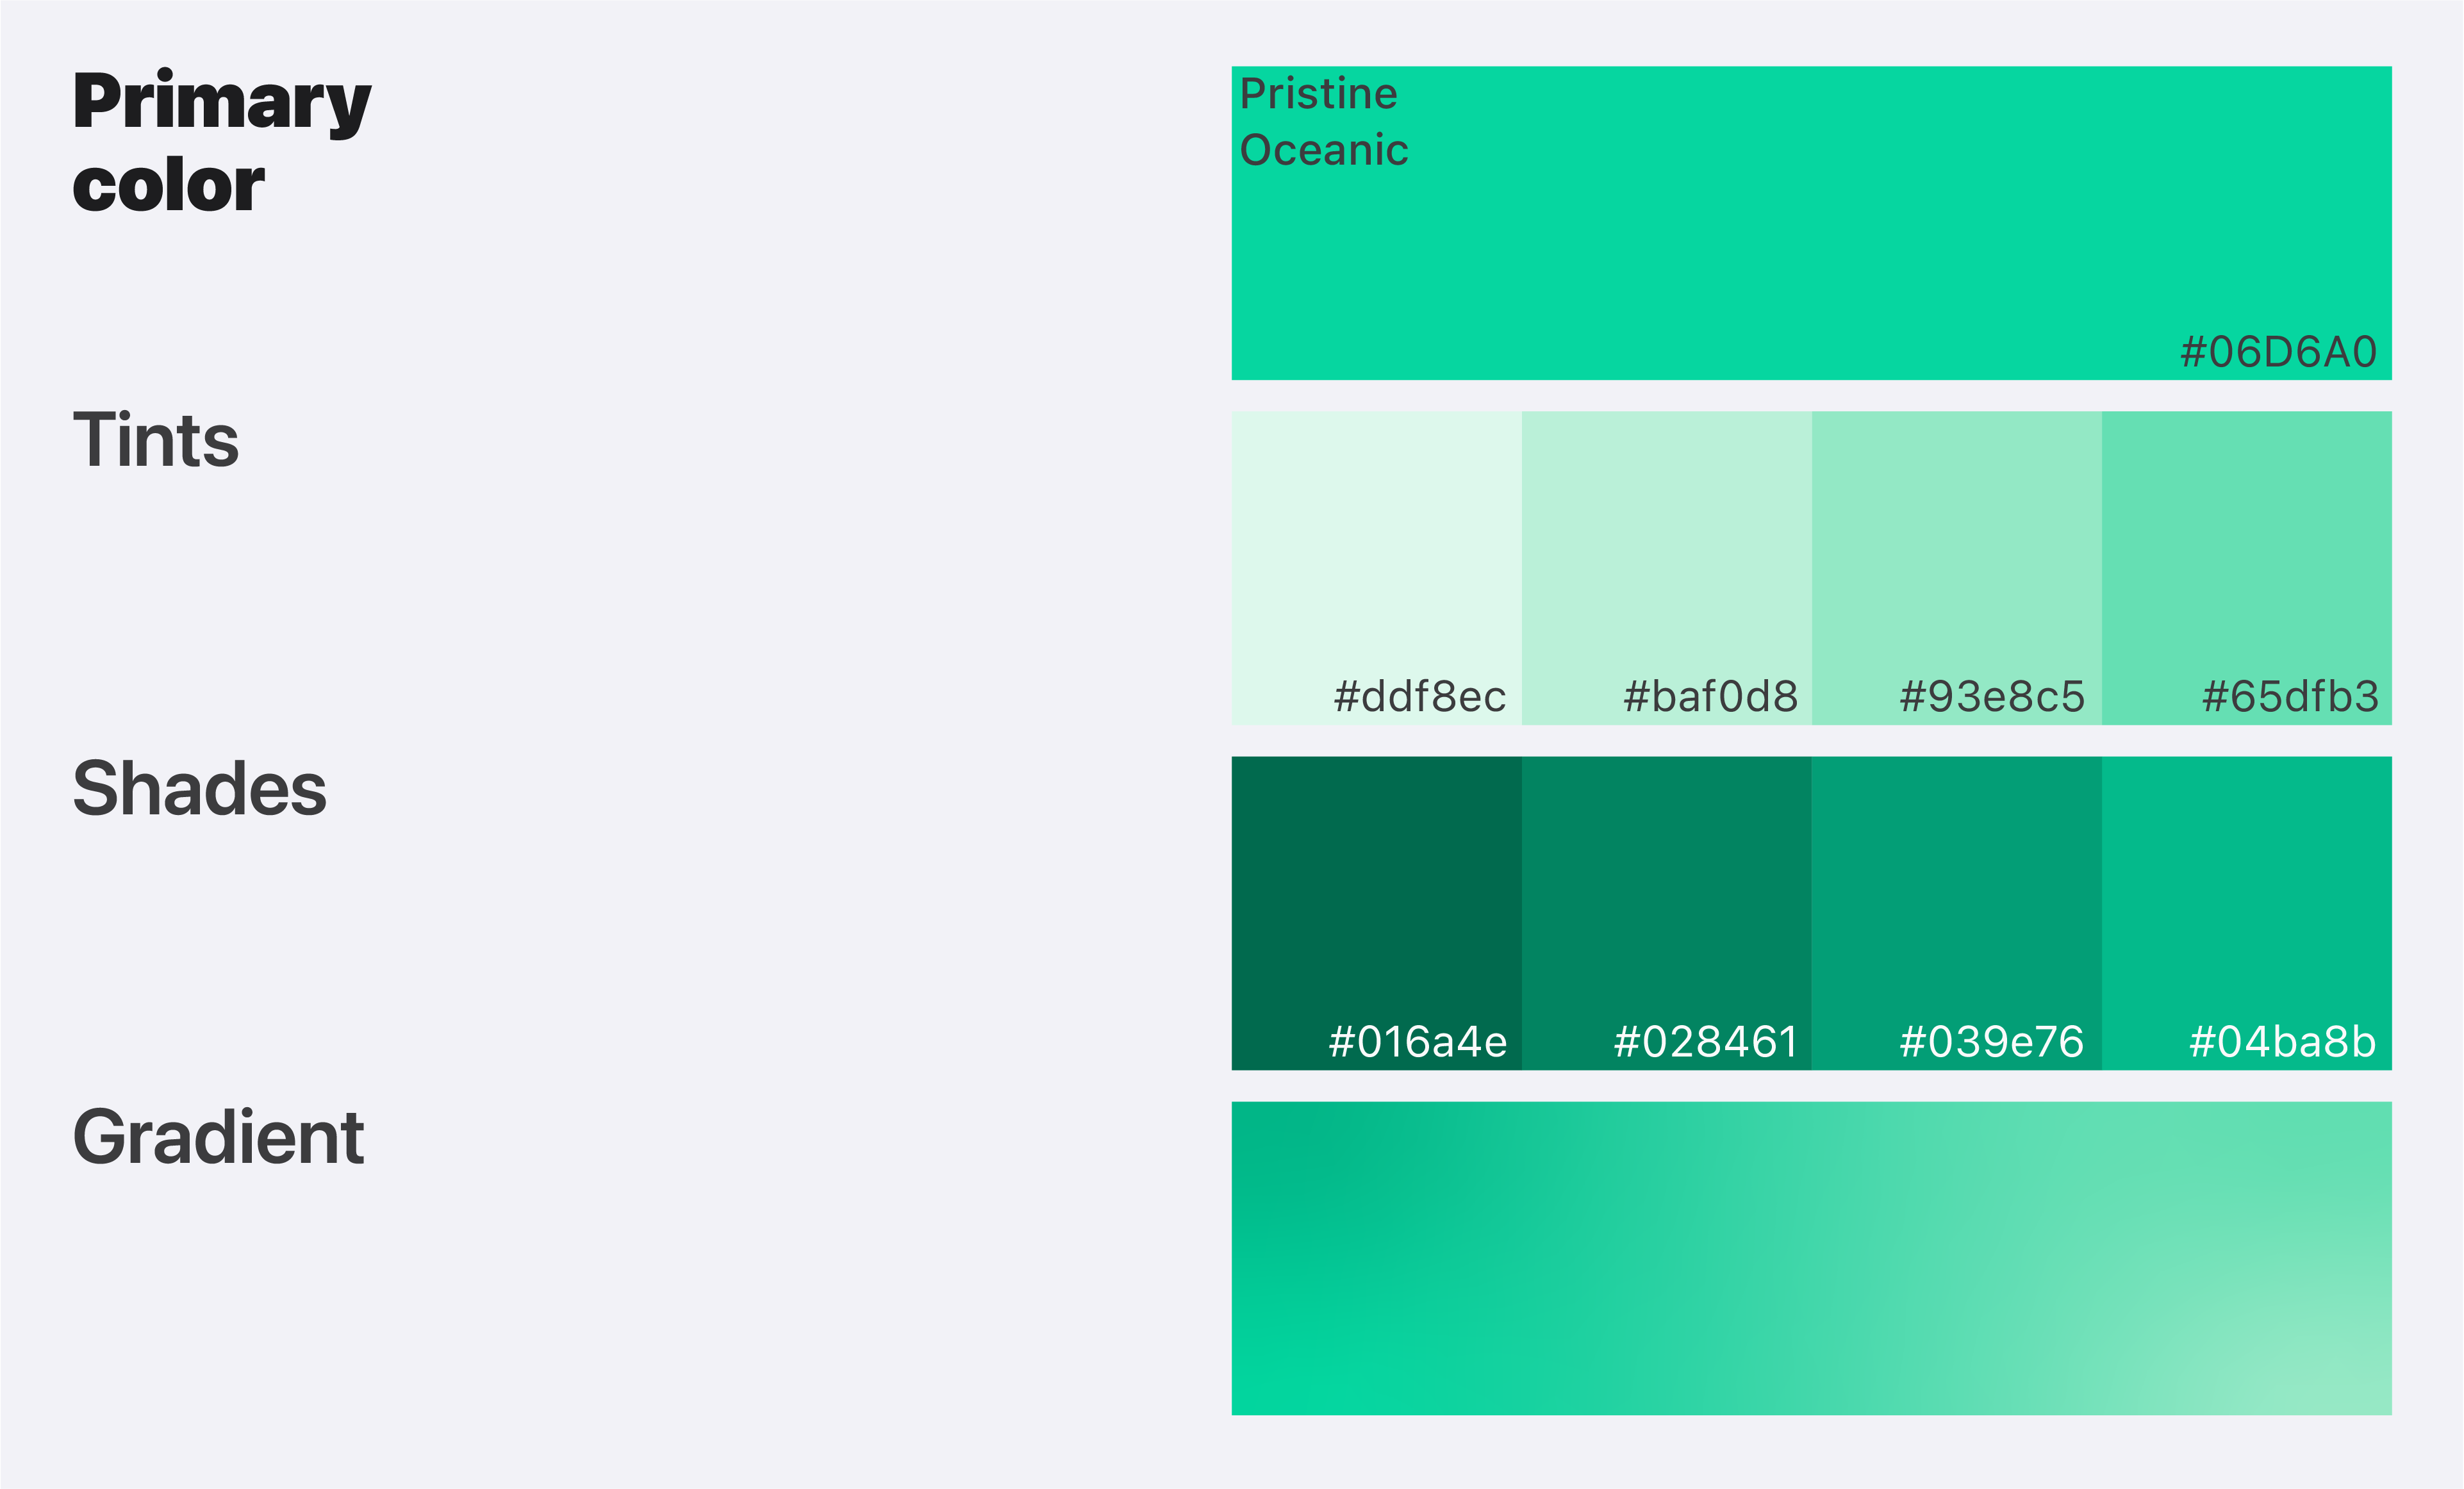 Primary
color
Pristine
Oceanic
#06D6A0
Tints
#ddf8ec
#baf0d8
#93e8c5
#65dfb3
Shades
#016a4e
#028461
#039e76
#04ba8b
Gradient